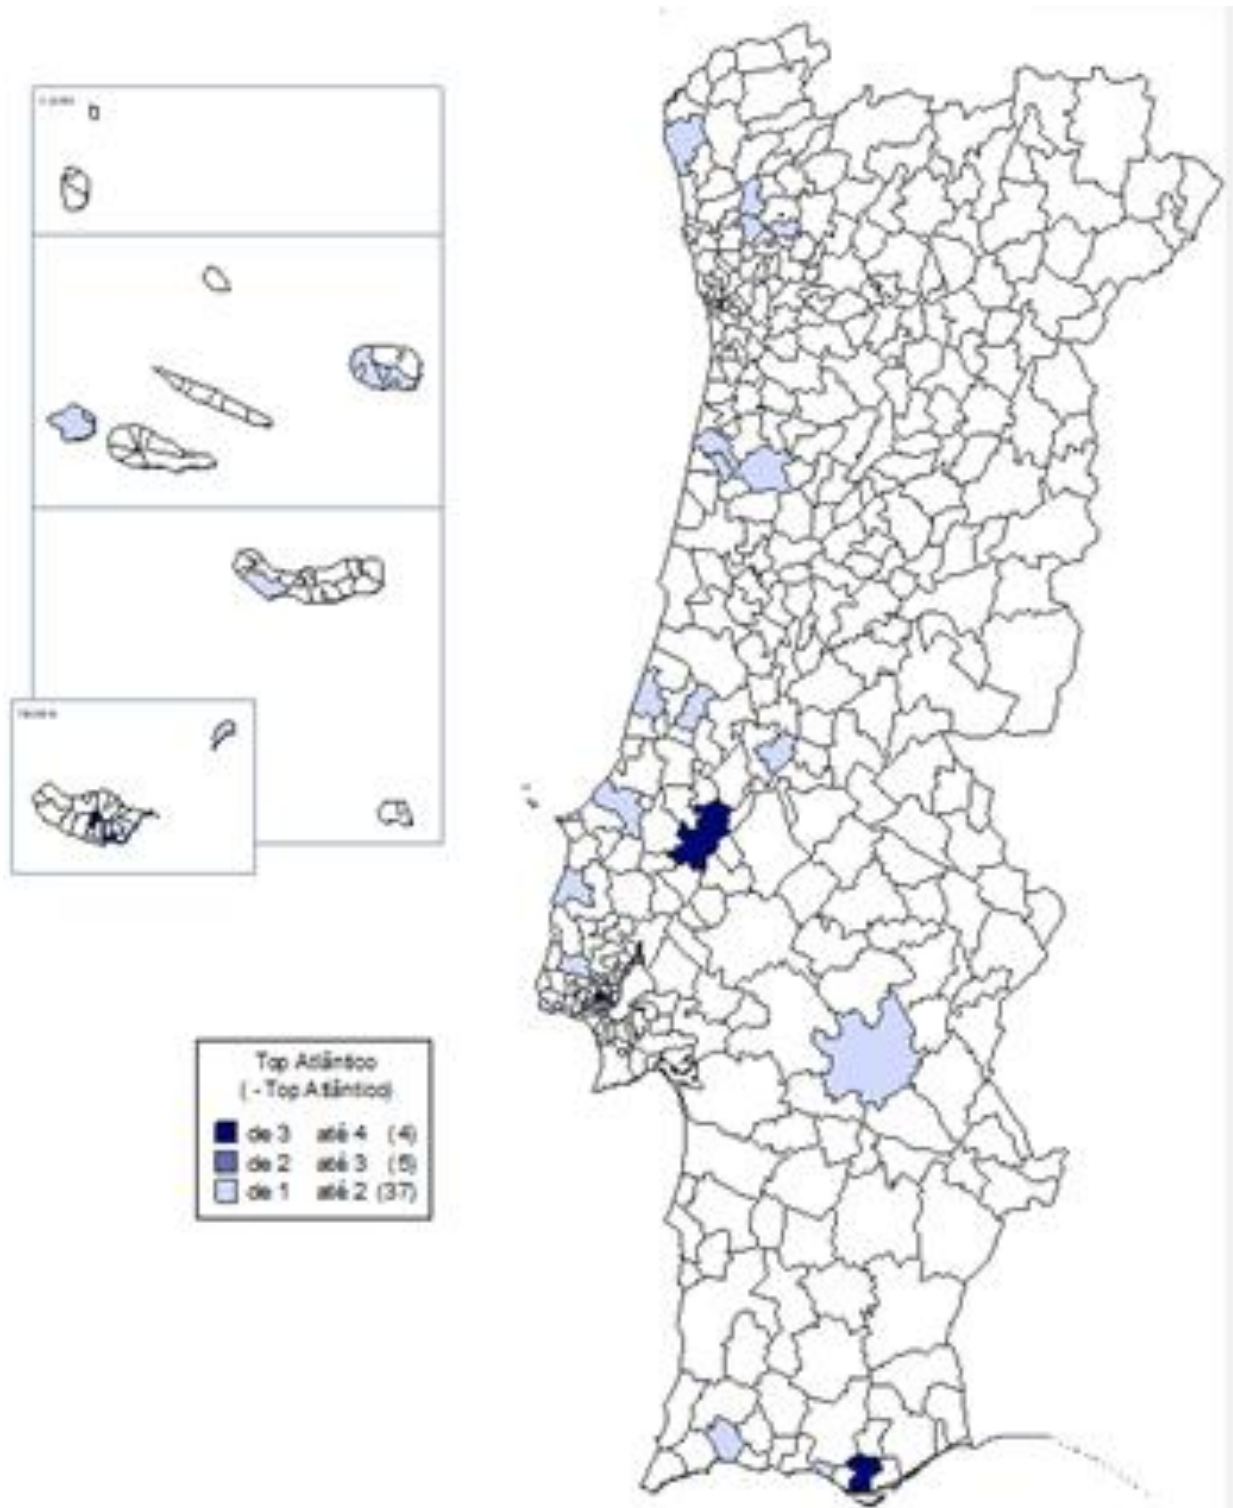 Top Atlântico
( - Top Atlântico)
de 3 até 4 (4)
de 2 até 3 (5)
de 1 até 2 (37)